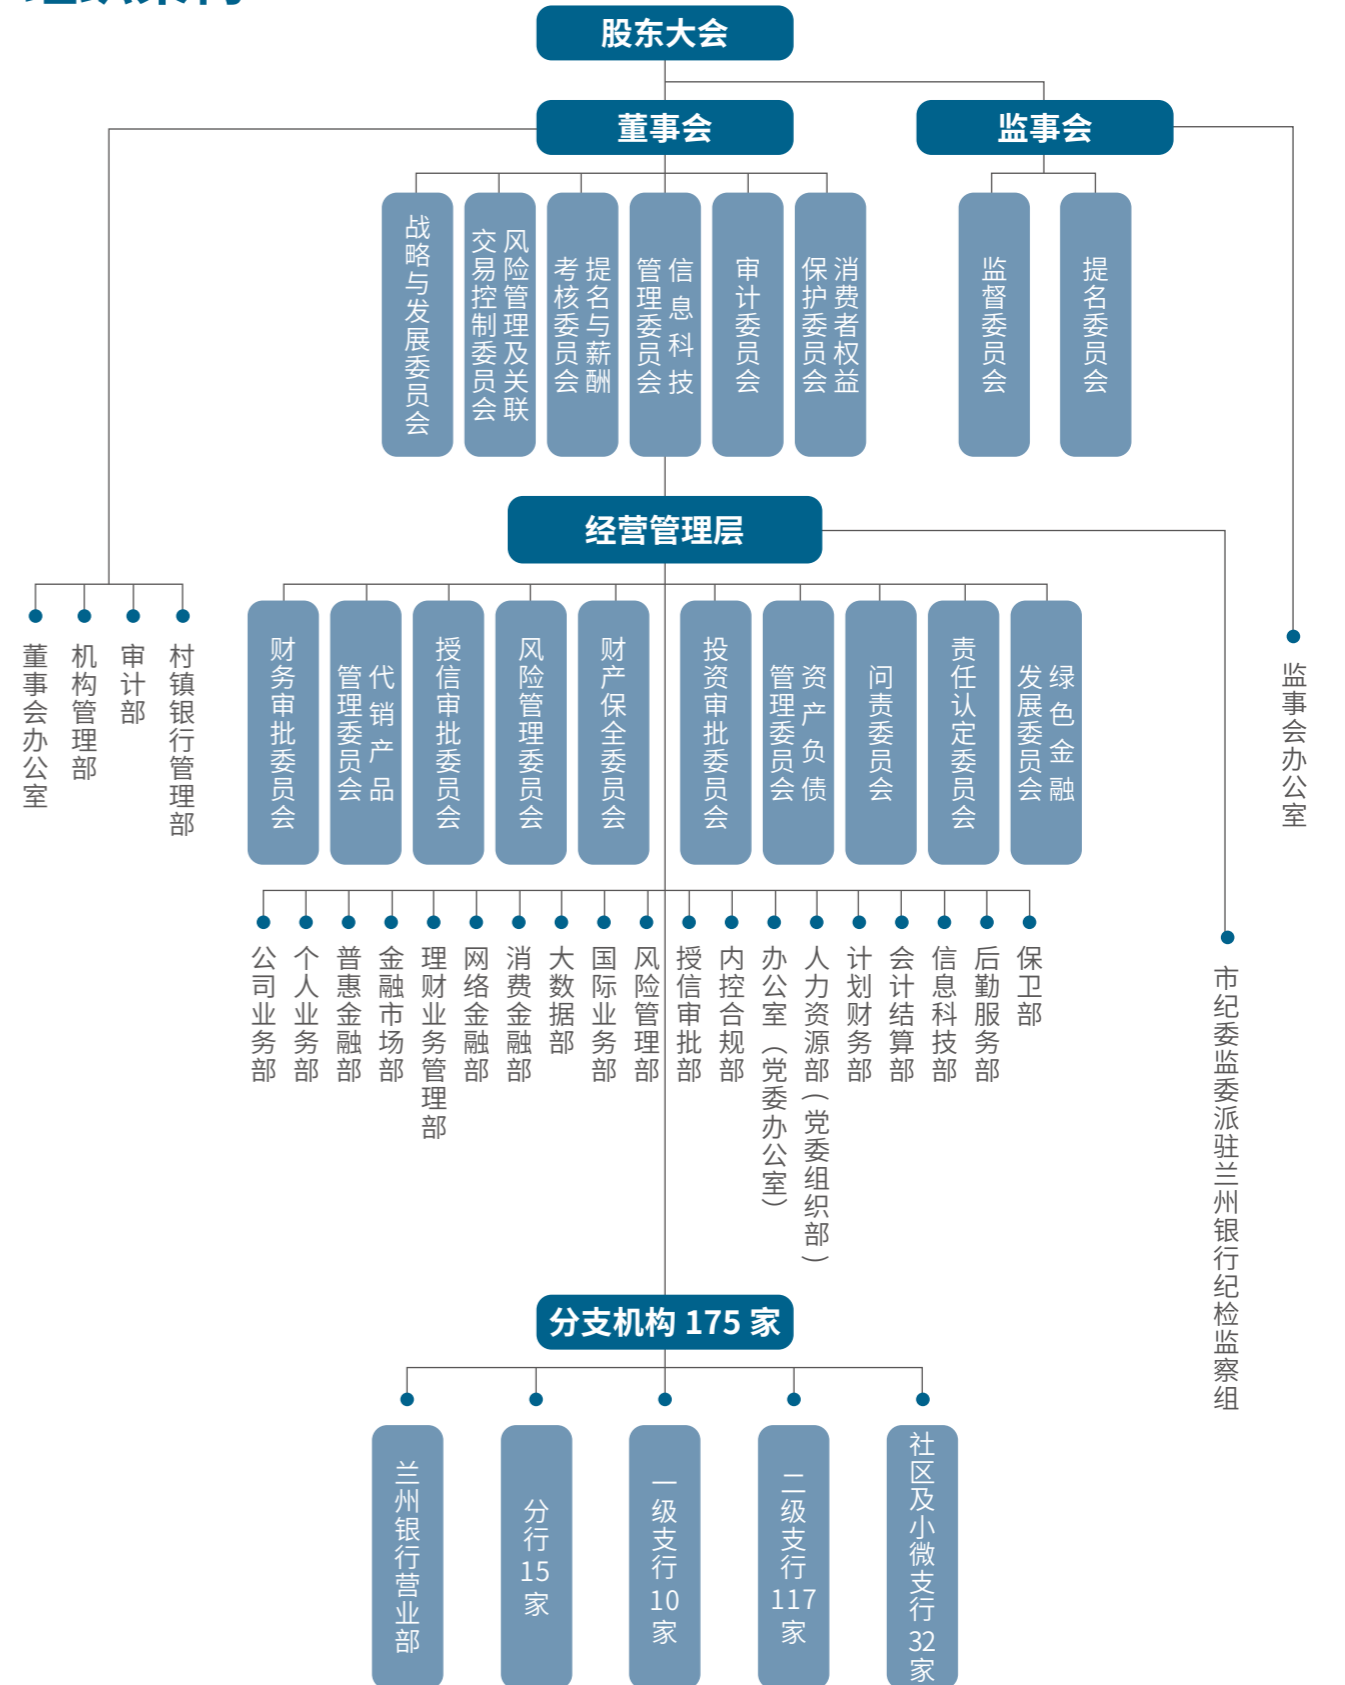 股东大会
董事会
监事会
战略与发展委员会
风险管理及关联
交易控制委员会
提名与薪酬
考核委员会
信息科技
管理委员会
审计委员会
消费者权益
保护委员会
监督委员会
提名委员会
经营管理层
董事会办公室
机构管理部
审计部
村镇银行管理部
财务审批委员会
代销产品
管理委员会
授信审批委员会
风险管理委员会
财产保全委员会
投资审批委员会
资产负债
管理委员会
问责委员会
责任认定委员会
绿色金融
发展委员会
监事会办公室
公司业务部
个人业务部
普惠金融部
金融市场部
理财业务管理部
网络金融部
消费金融部
大数据部
国际业务部
风险管理部
授信审批部
内控合规部
办公室（党委办公室）
人力资源部（党委组织部）
计划财务部
会计结算部
信息科技部
后勤服务部
保卫部
市纪委监委派驻兰州银行纪检监察组
分支机构 175 家
兰州银行营业部
分行15家
一级支行10家
二级支行117家
社区及小微支行32家